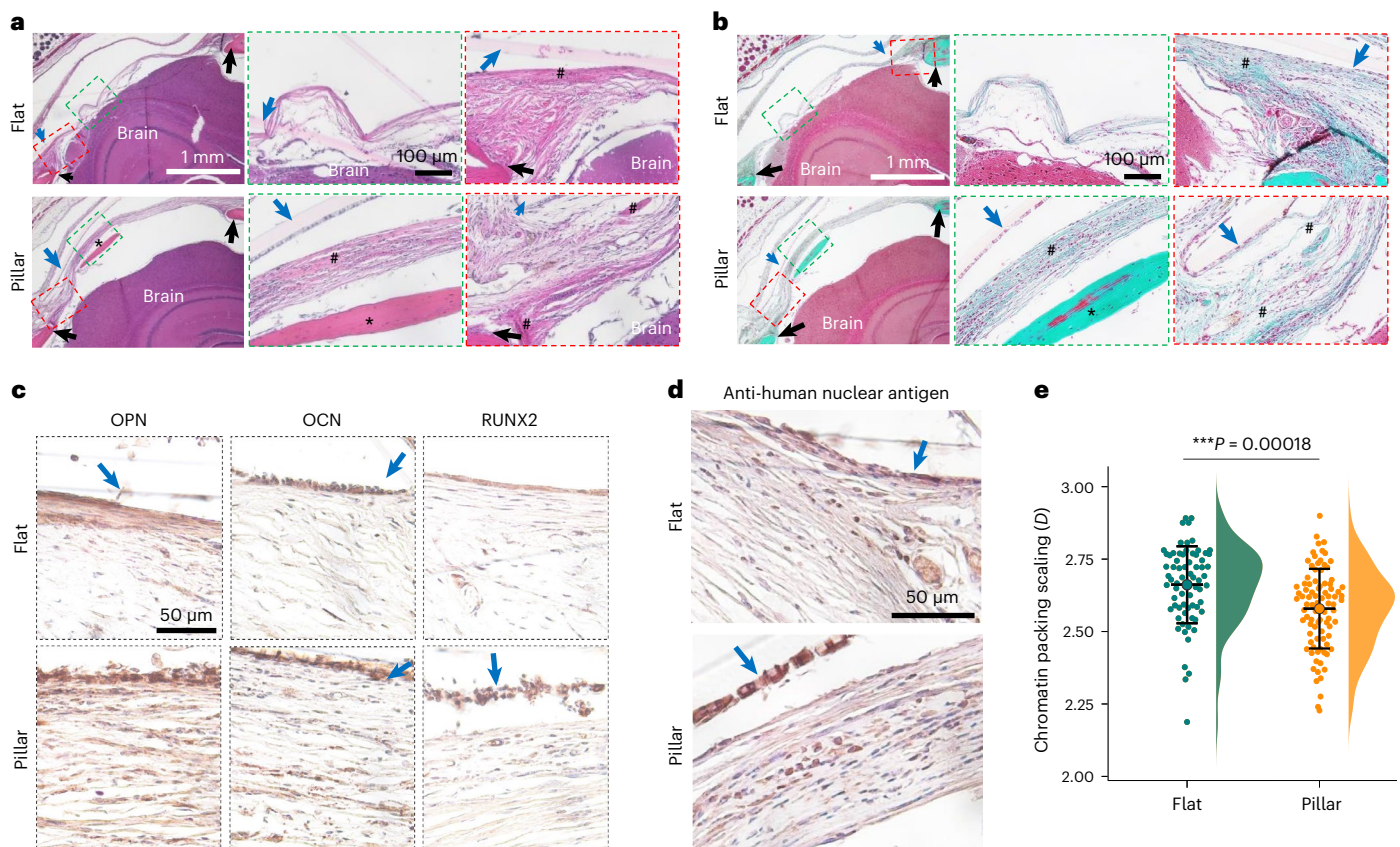 a
Flat
Brain
1 mm
Brain
100 µm
#
Brain
Pillar
*
Brain
#
*
#
#
Brain
b
Flat
Brain
1 mm
100 µm
#
Pillar
Brain
#
*
#
#
c
OPN
OCN
RUNX2
Flat
50 µm
Pillar
d
Anti-human nuclear antigen
Flat
50 µm
Pillar
e
***P = 0.00018
Chromatin packing scaling (D)
3.00
2.75
2.50
2.25
2.00
Flat
Pillar